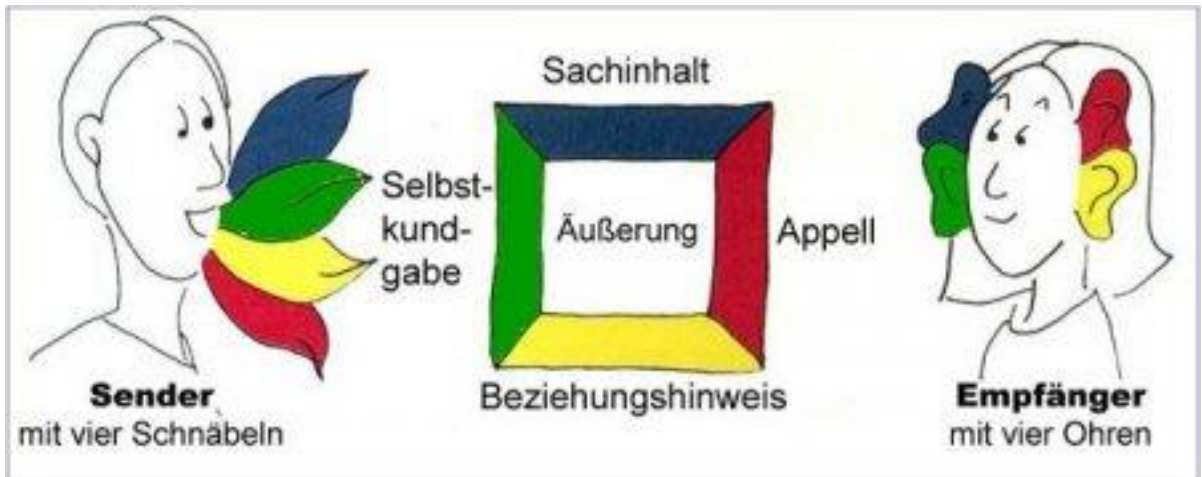 Sachinhalt
Selbst-
kund-
gabe
Äußerung
Appell
Beziehungshinweis
Sender
mit vier Schnäbeln
Empfänger
mit vier Ohren